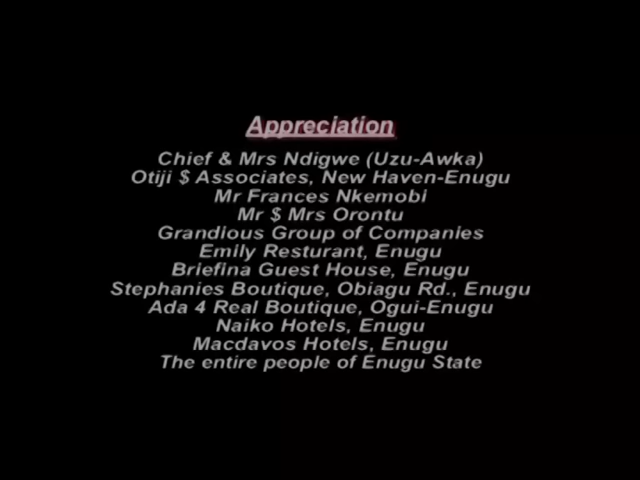 Appreciation
Chief & Mrs Ndigwe (Uzu-Awka)
Otiji $ Associates, New Haven-Enugu
Mr Frances Nkemobi
Mr $ Mrs Orontu
Grandious Group of Companies
Emily Resturant, Enugu
Briefina Guest House, Enugu
Stephanies Boutique, Obiagu Rd., Enugu
Ada 4 Real Boutique, Ogui-Enugu
Naiko Hotels, Enugu
Macdavos Hotels, Enugu
The entire people of Enugu State